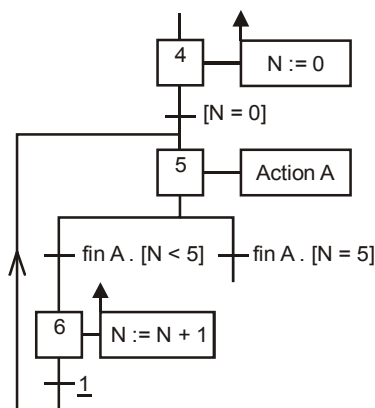 4
N := 0
[N = 0]
5
Action A
fin A . [N < 5]
fin A . [N = 5]
6
N := N + 1
1